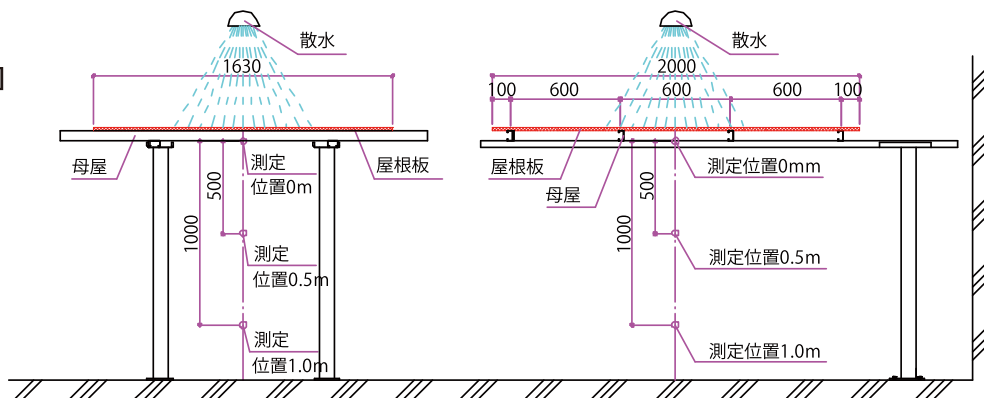 ]
散水
1630
母屋
屋根板
測定
位置0m
500
1000
測定
位置0.5m
測定
位置1.0m
散水
2000
100
600
600
600
100
屋根板
母屋
測定位置0mm
500
1000
測定位置0.5m
測定位置1.0m